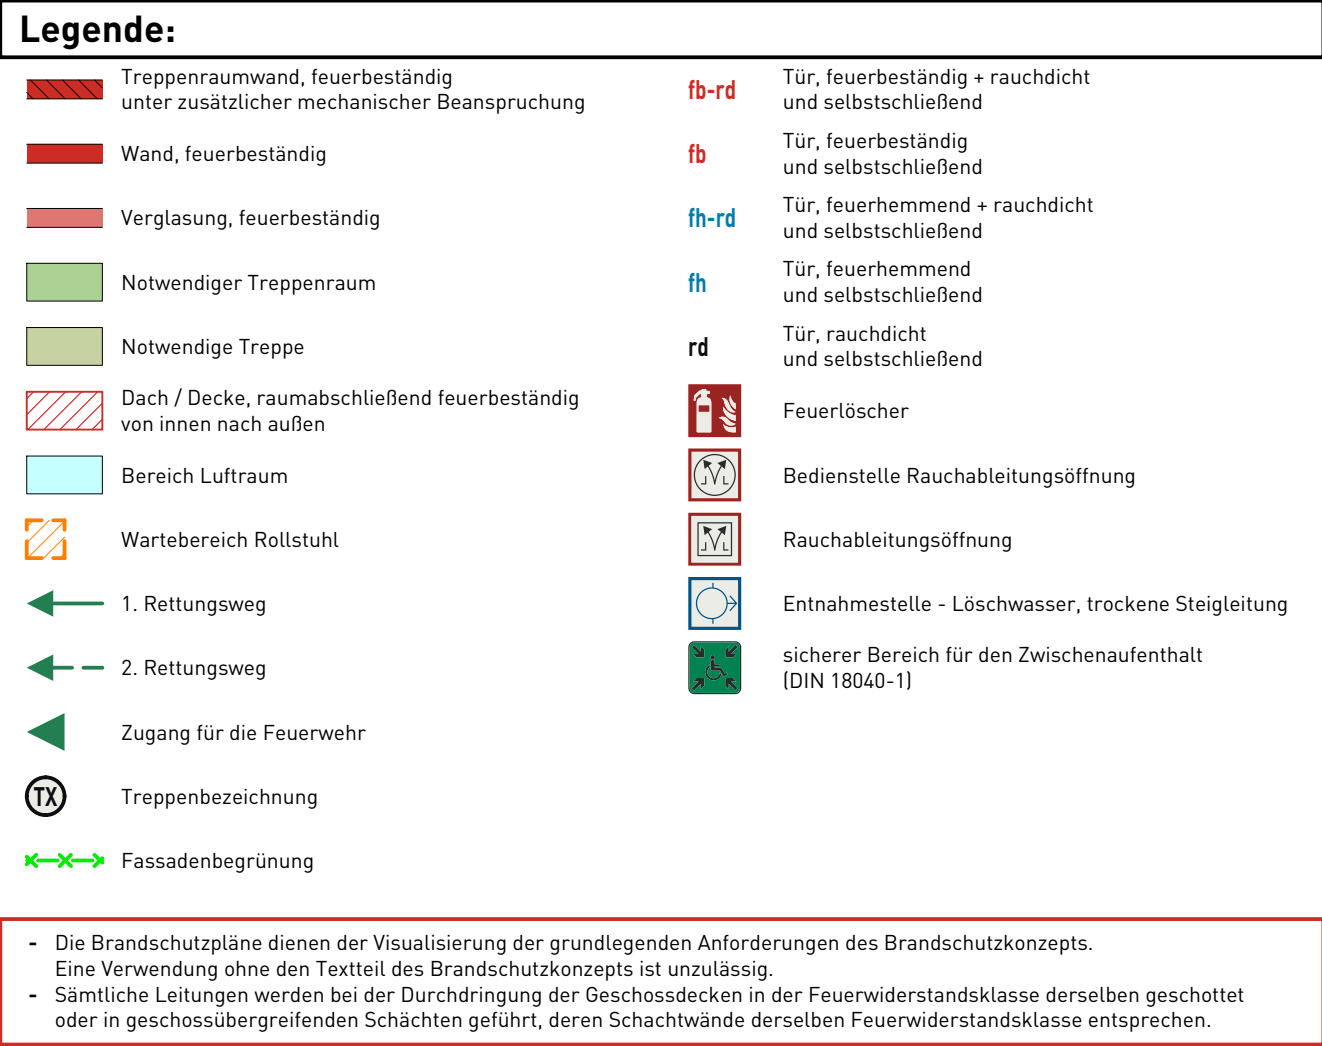 Legende:
Treppenraumwand, feuerbeständig
unter zusätzlicher mechanischer Beanspruchung
Wand, feuerbeständig
Verglasung, feuerbeständig
Notwendiger Treppenraum
Notwendige Treppe
Dach / Decke, raumabschließend feuerbeständig
von innen nach außen
Bereich Luftraum
Wartebereich Rollstuhl
1. Rettungsweg
2. Rettungsweg
Zugang für die Feuerwehr
TX Treppenbezeichnung
Fassadenbegrünung
fb-rd Tür, feuerbeständig + rauchdicht
und selbstschließend
fb Tür, feuerbeständig
und selbstschließend
fh-rd Tür, feuerhemmend + rauchdicht
und selbstschließend
fh Tür, feuerhemmend
und selbstschließend
rd Tür, rauchdicht
und selbstschließend
Feuerlöscher
Bedienstelle Rauchableitungsöffnung
Rauchableitungsöffnung
Entnahmestelle - Löschwasser, trockene Steigleitung
sicherer Bereich für den Zwischenaufenthalt
(DIN 18040-1)
- Die Brandschutzpläne dienen der Visualisierung der grundlegenden Anforderungen des Brandschutzkonzepts.
Eine Verwendung ohne den Textteil des Brandschutzkonzepts ist unzulässig.
- Sämtliche Leitungen werden bei der Durchdringung der Geschossdecken in der Feuerwiderstandsklasse derselben geschottet
oder in geschossübergreifenden Schächten geführt, deren Schachtwände derselben Feuerwiderstandsklasse entsprechen.